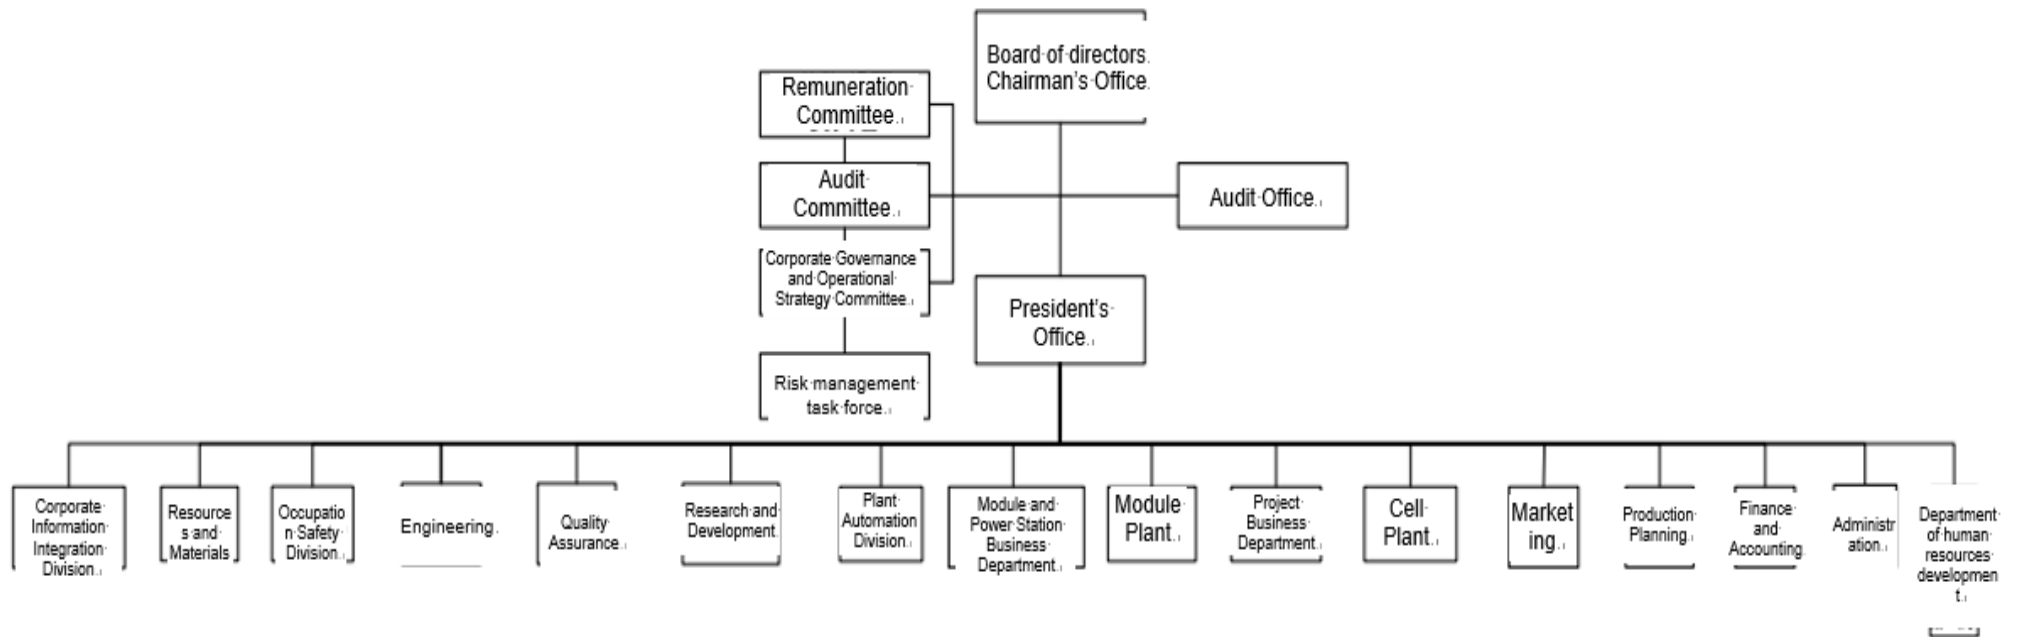 Board of directors.
Chairman's Office.
Remuneration
Committee.
Audit
Committee.
Audit Office.
Corporate Governance
and Operational
Strategy Committee.
President's
Office.
Risk management
task force.
Corporate
Information
Integration
Division.
Resource
s and
Materials
Occupatio
n Safety
Division.
Engineering.
Quality
Assurance.
Research and
Development.
Plant
Automation
Division.
Module and
Power Station
Business
Department.
Module
Plant.
Project
Business
Department.
Cell
Plant.
Market
ing.
Production
Planning.
Finance
and
Accounting.
Administr
ation.
Department
of human
resources
developmen
t.